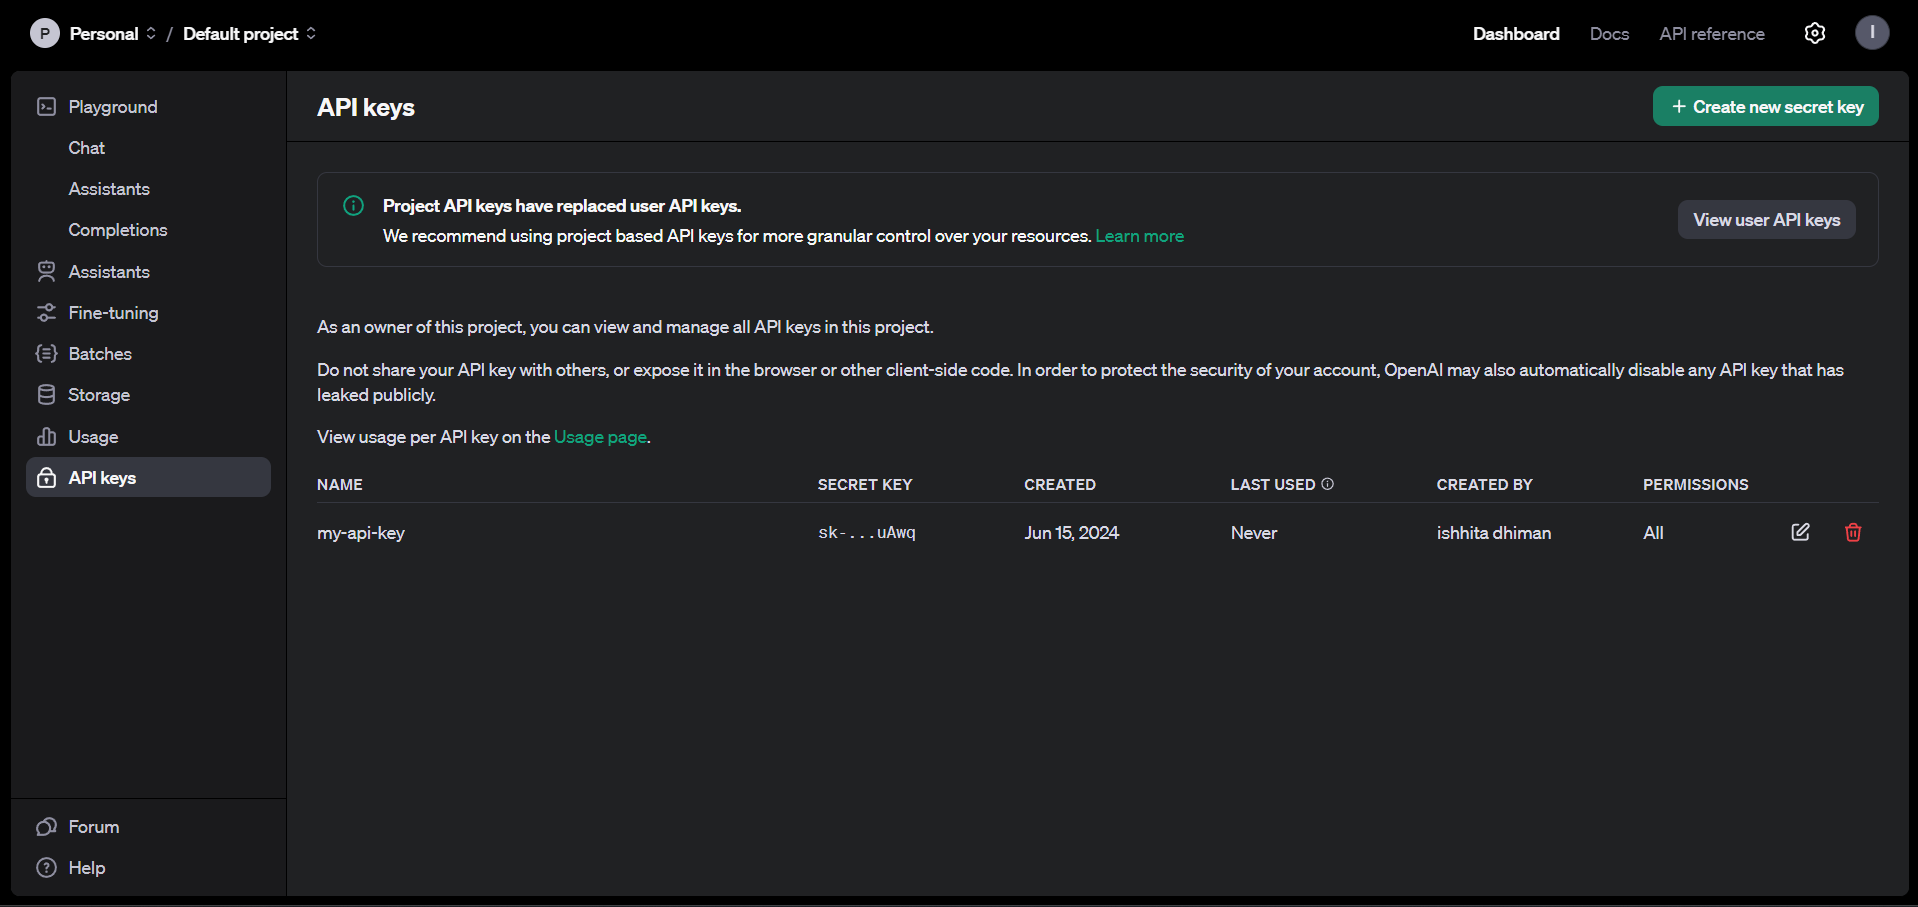 P Personal / Default project
Dashboard Docs API reference I
Playground
Chat
Assistants
Completions
Assistants
Fine-tuning
Batches
Storage
Usage
API keys
Forum
Help
API keys
+ Create new secret key
Project API keys have replaced user API keys.
We recommend using project based API keys for more granular control over your resources. Learn more
View user API keys
As an owner of this project, you can view and manage all API keys in this project.
Do not share your API key with others, or expose it in the browser or other client-side code. In order to protect the security of your account, OpenAI may also automatically disable any API key that has
leaked publicly.
View usage per API key on the Usage page.
NAME SECRET KEY CREATED LAST USED CREATED BY PERMISSIONS
my-api-key sk-...uAwq Jun 15, 2024 Never ishhita dhiman All